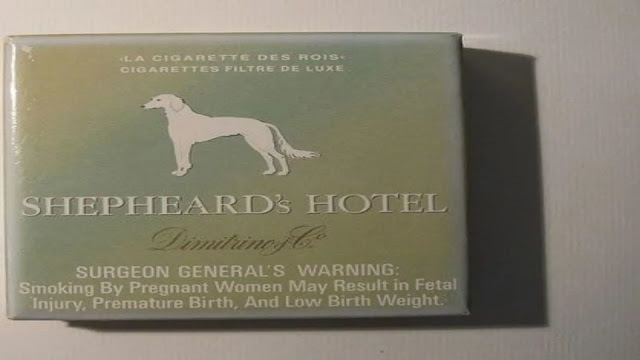 «LA CIGARETTE DES ROIS»
CIGARETTES FILTRE DE LUXE
SHEPHEARD's HOTEL
Dimitrino & Co
SURGEON GENERAL'S WARNING:
Smoking By Pregnant Women May Result in Fetal
Injury, Premature Birth, And Low Birth Weight.